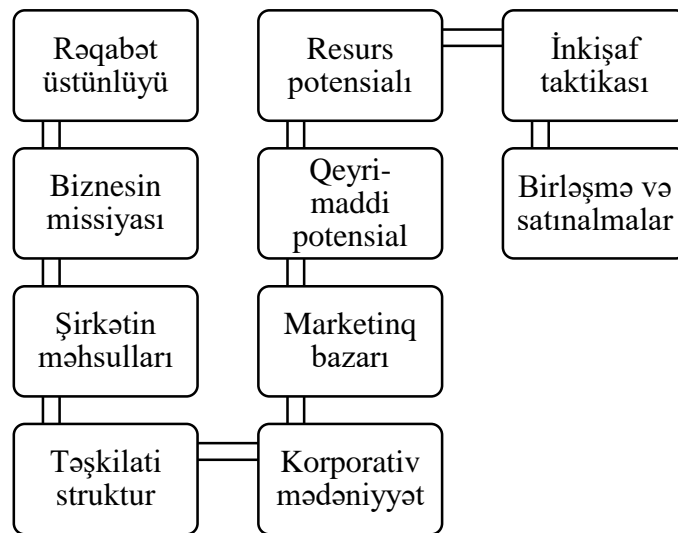 Rəqabət
üstünlüyü
Biznesin
missiyası
Şirkətin
məhsulları
Təşkilati
struktur
Korporativ
mədəniyyət
Marketinq
bazarı
Qeyri-
maddi
potensial
Resurs
potensialı
İnkişaf
taktikası
Birləşmə və
satınalmalar